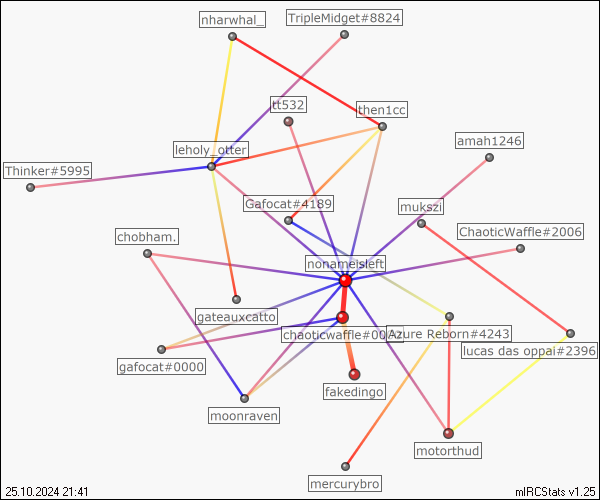 nharwhal_
TripleMidget#8824
tt532
then1cc
amah1246
leholy_otter
Thinker#5995
Gafocat#4189
mukszi
chobham.
ChaoticWaffle#2006
nonameisleft
gateauxcatto
chaoticwaffle#00
Azure Reborn#4243
lucas das oppai#2396
gafocat#0000
fakedingo
moonraven
motorthud
mercurybro
25.10.2024 21:41
mIRCStats v1.25